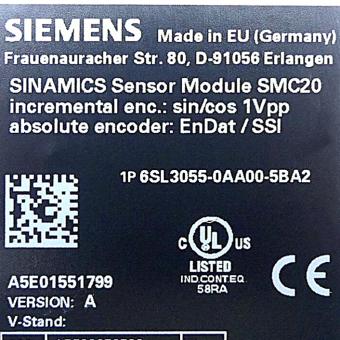 SIEMENS Made in EU (Germany)
Frauenauracher Str. 80, D-91056 Erlangen
SINAMICS Sensor Module SMC20
incremental enc.: sin/cos 1Vpp
absolute encoder: EnDat / SSI
1P 6SL3055-0AA00-5BA2
C UL US
LISTED
IND.CONT.EQ.
58RA
CE
A5E01551799
VERSION: A
V-Stand: